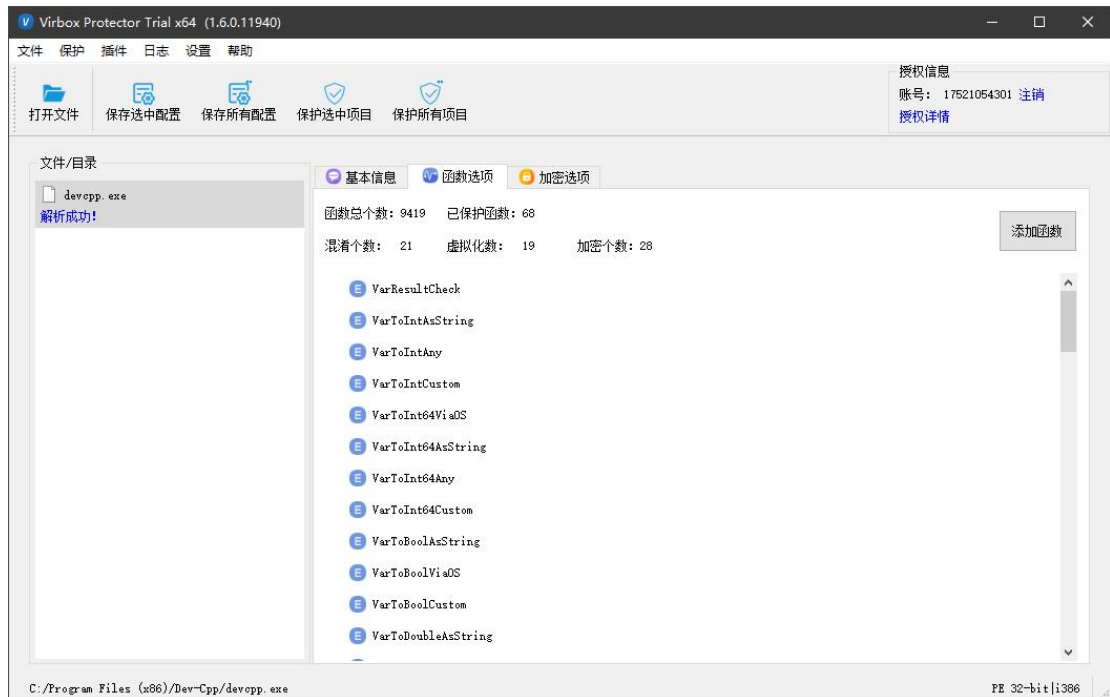 Virbox Protector Trial x64 (1.6.0.11940)
文件 保护 插件 日志 设置 帮助
打开文件 保存选中配置 保存所有配置 保护选中项目 保护所有项目
授权信息
账号: 17521054301 注销
授权详情
文件/目录
devcpp.exe
解析成功!
基本信息 函数选项 加密选项
函数总个数: 9419 已保护函数: 68
混淆个数: 21 虚拟化数: 19 加密个数: 28
添加函数
E VarResultCheck
E VarToIntAsString
E VarToIntAny
E VarToIntCustom
E VarToInt64ViaOS
E VarToInt64AsString
E VarToInt64Any
E VarToInt64Custom
E VarToBoolAsString
E VarToBoolViaOS
E VarToBoolCustom
E VarToDoubleAsString
C:/Program Files (x86)/Dev-Cpp/devcpp.exe
PE 32-bit|i386